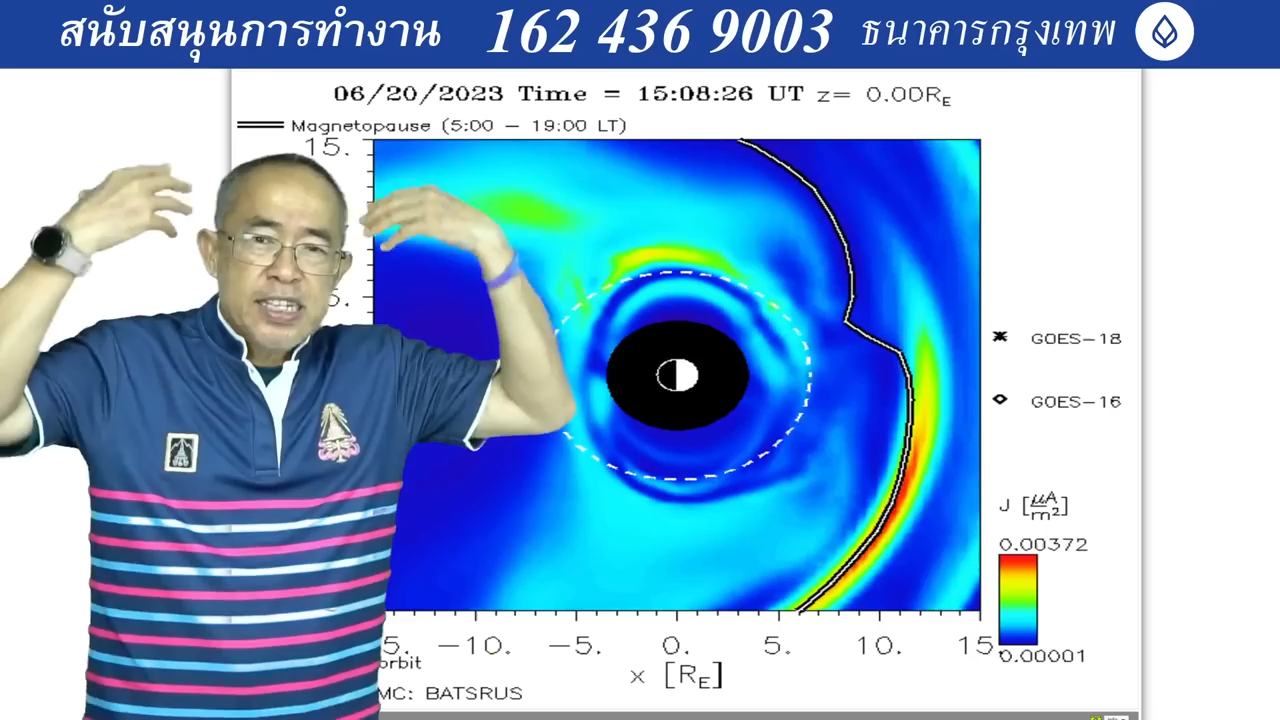 สนับสนุนการทำงาน 162 436 9003 ธนาคารกรุงเทพ
06/20/2023 Time = 15:08:26 UT z= 0.00RE
Magnetopause (5:00 – 19:00 LT)
15.
5.
GOES-18
GOES-16
J [μA/m²]
0.00372
0.00001
5. −10. −5. 0. 5. 10. 15.
x [RE]
orbit
MC: BATSRUS